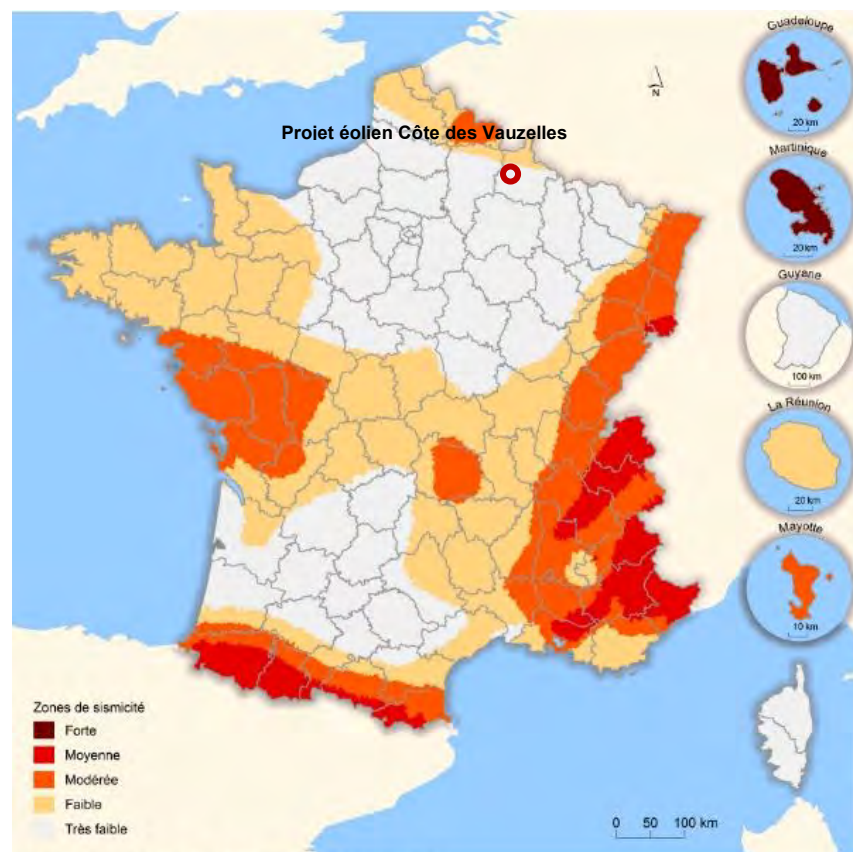 Guadeloupe
20 km
N
Projet éolien Côte des Vauzelles
Martinique
20 km
Guyane
100 km
La Réunion
20 km
Mayotte
10 km
Zones de sismicité
Forte
Moyenne
Modérée
Faible
Très faible
0 50 100 km